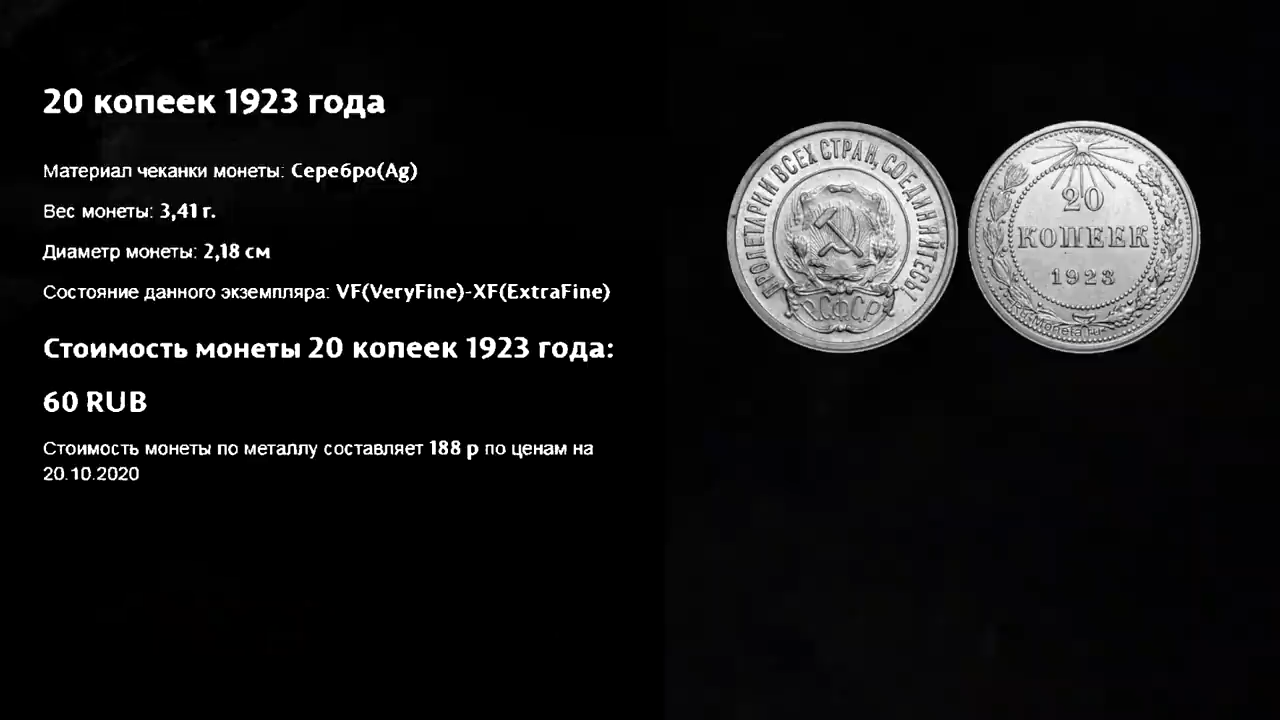 20 копеек 1923 года
Материал чеканки монеты: Серебро(Ag)
Вес монеты: 3,41 г.
Диаметр монеты: 2,18 см
Состояние данного экземпляра: VF(VeryFine)-XF(ExtraFine)
Стоимость монеты 20 копеек 1923 года:
60 RUB
Стоимость монеты по металлу составляет 188 р по ценам на
20.10.2020
ПРОЛЕТАРИИ ВСЕХ СТРАН, СОЕДИНЯЙТЕСЬ!
РСФСР
20
КОПЕЕК
1923